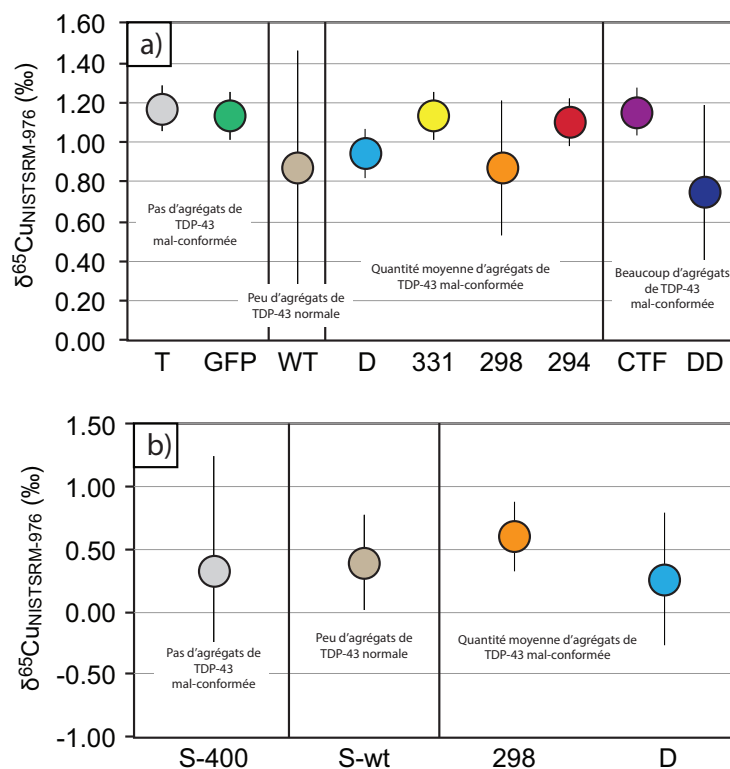 a)
δ65CuNISTSRM-976 (‰)
1.60
1.40
1.20
1.00
0.80
0.60
0.40
0.20
0.00
Pas d'agrégats de
TDP-43
mal-conformée
Peu d'agrégats de
TDP-43 normale
Quantité moyenne d'agrégats de
TDP-43 mal-conformée
Beaucoup d'agrégats
de TDP-43
mal-conformée
T GFP WT D 331 298 294 CTF DD
b)
δ65CuNISTSRM-976 (‰)
1.50
1.00
0.50
0.00
-0.50
-1.00
Pas d'agrégats de
TDP-43
mal-conformée
Peu d'agrégats de
TDP-43 normale
Quantité moyenne d'agrégats de
TDP-43 mal-conformée
S-400 S-wt 298 D